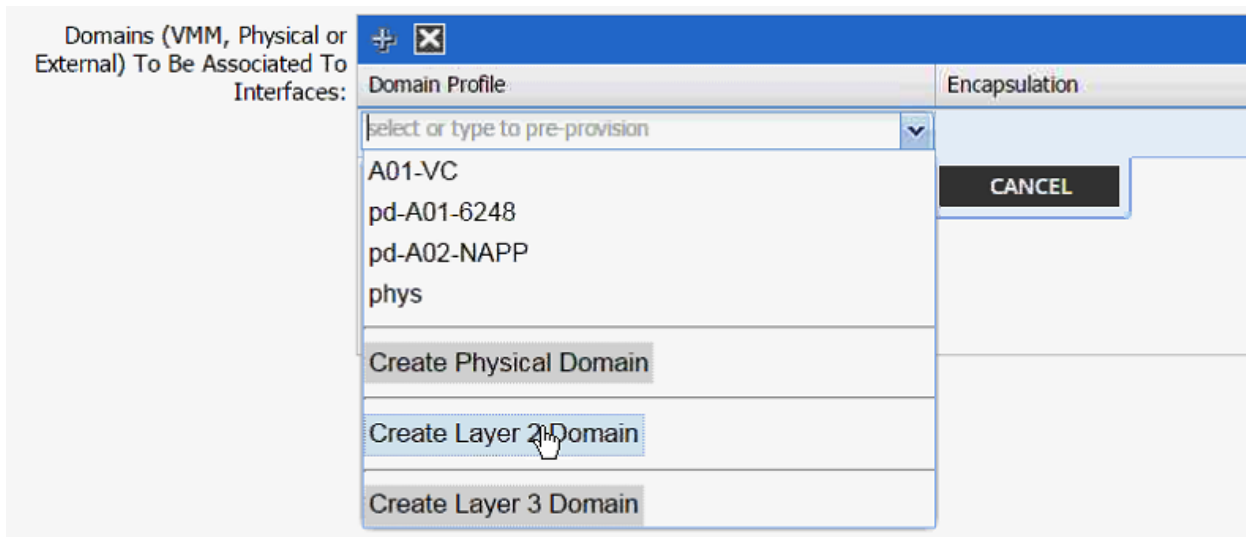 Domains (VMM, Physical or
External) To Be Associated To
Interfaces:
Domain Profile
Encapsulation
select or type to pre-provision
A01-VC
CANCEL
pd-A01-6248
pd-A02-NAPP
phys
Create Physical Domain
Create Layer 2 Domain
Create Layer 3 Domain